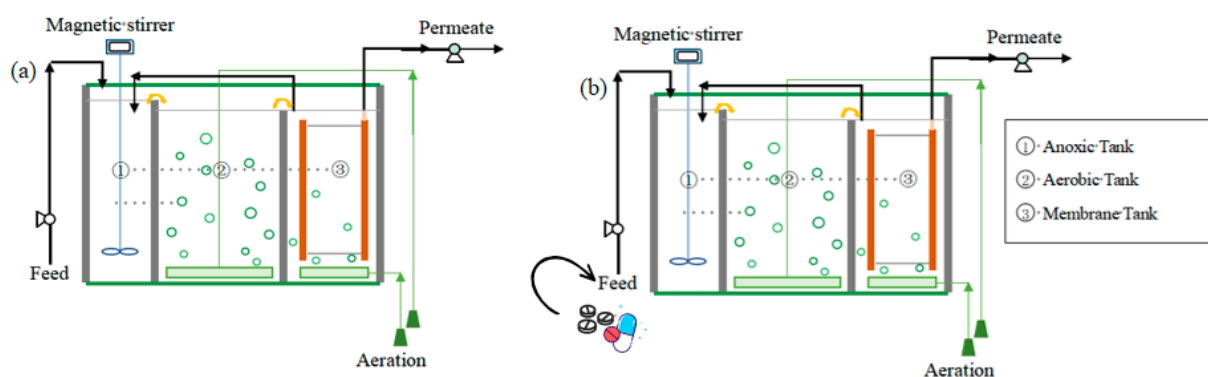 Magnetic stirrer
Permeate
(a)
①
②
③
Feed
Aeration
Magnetic stirrer
Permeate
(b)
①
②
③
Feed
Aeration
① Anoxic Tank
② Aerobic Tank
③ Membrane Tank